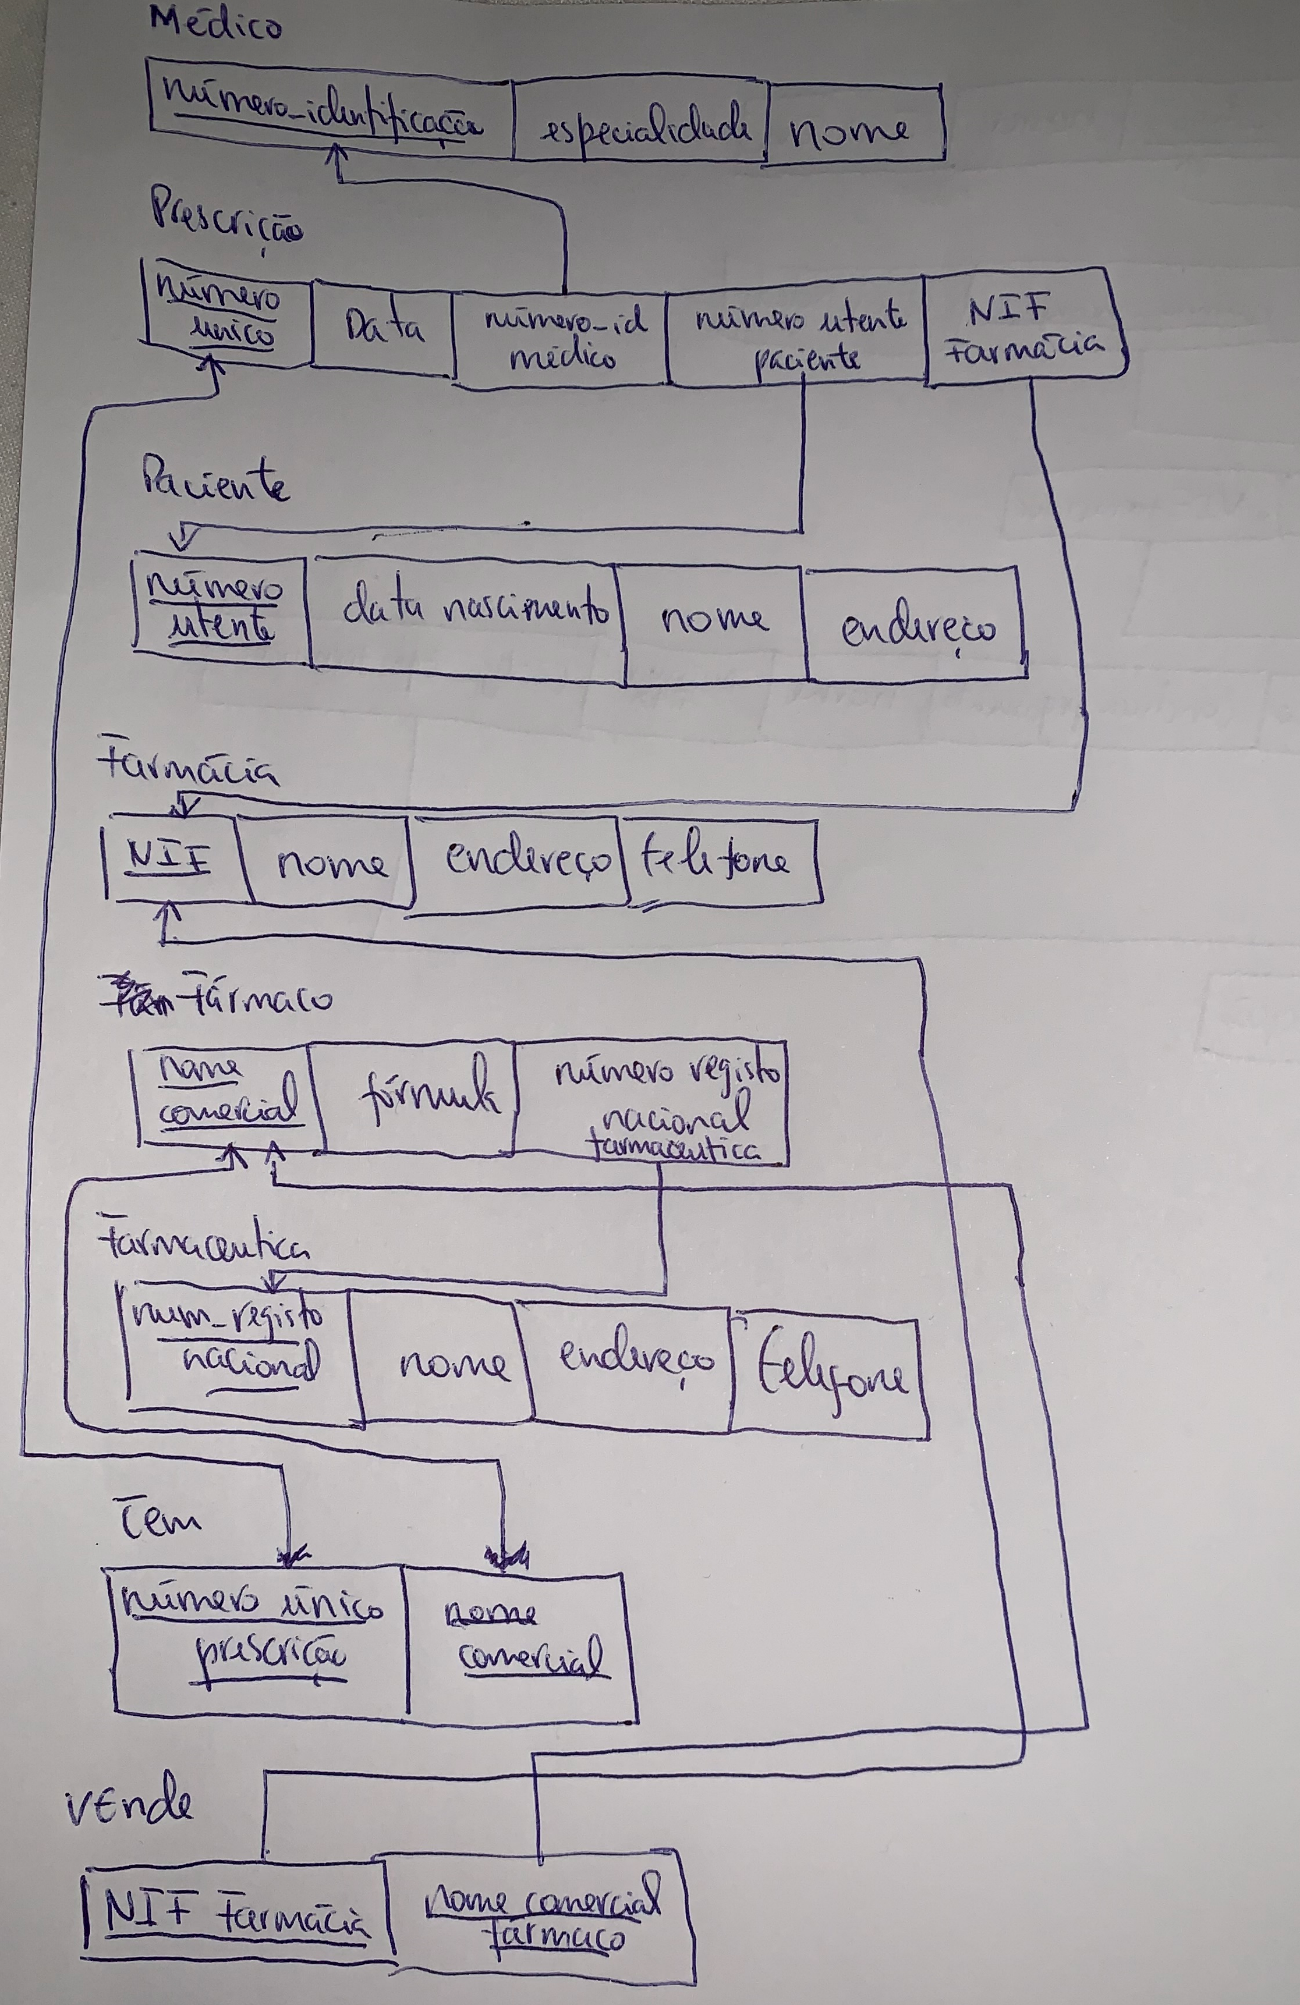 Médico
número_identificação especialidade nome
Prescrição
número Data número_id número utente NIF
único médico paciente Farmácia
Paciente
número data nascimento nome endereço
utente
Farmácia
NIF nome endereço telefone
Fármaco
nome fórmula número registo
comercial nacional
farmaceutica
Farmaceutica
num_registo nome endereço telefone
nacional
Tem
número único nome
prescrição comercial
Vende
NIF Farmácia nome comercial
fármaco